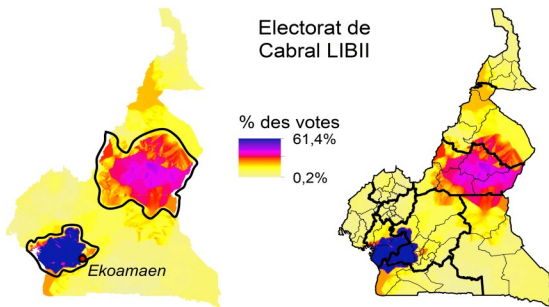 Electorat de
Cabral LIBII
% des votes
61,4%
0,2%
Ekoamaen